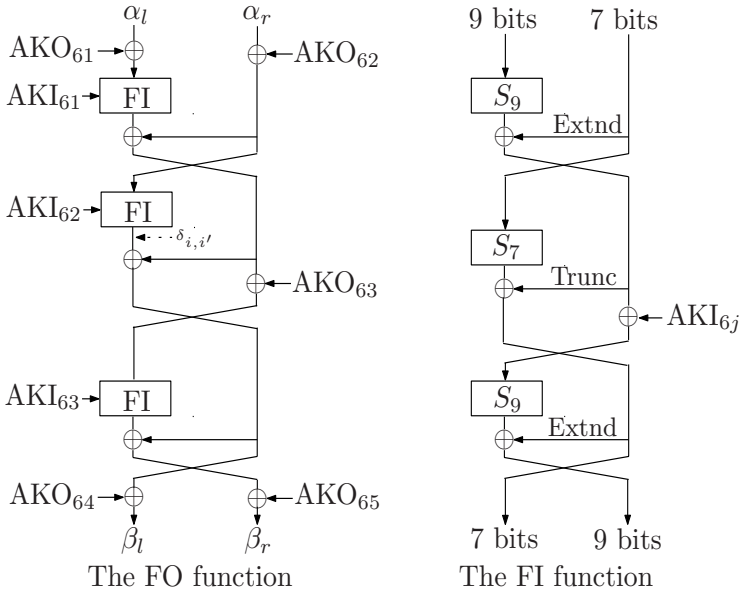 α_l α_r 9 bits 7 bits
AKO_61 AKO_62
AKI_61 FI S_9
Extnd
AKI_62 FI
δ_{i,i′} S_7
AKO_63 Trunc
AKI_6j
AKI_63 FI S_9
Extnd
AKO_64 AKO_65
β_l β_r 7 bits 9 bits
The FO function The FI function